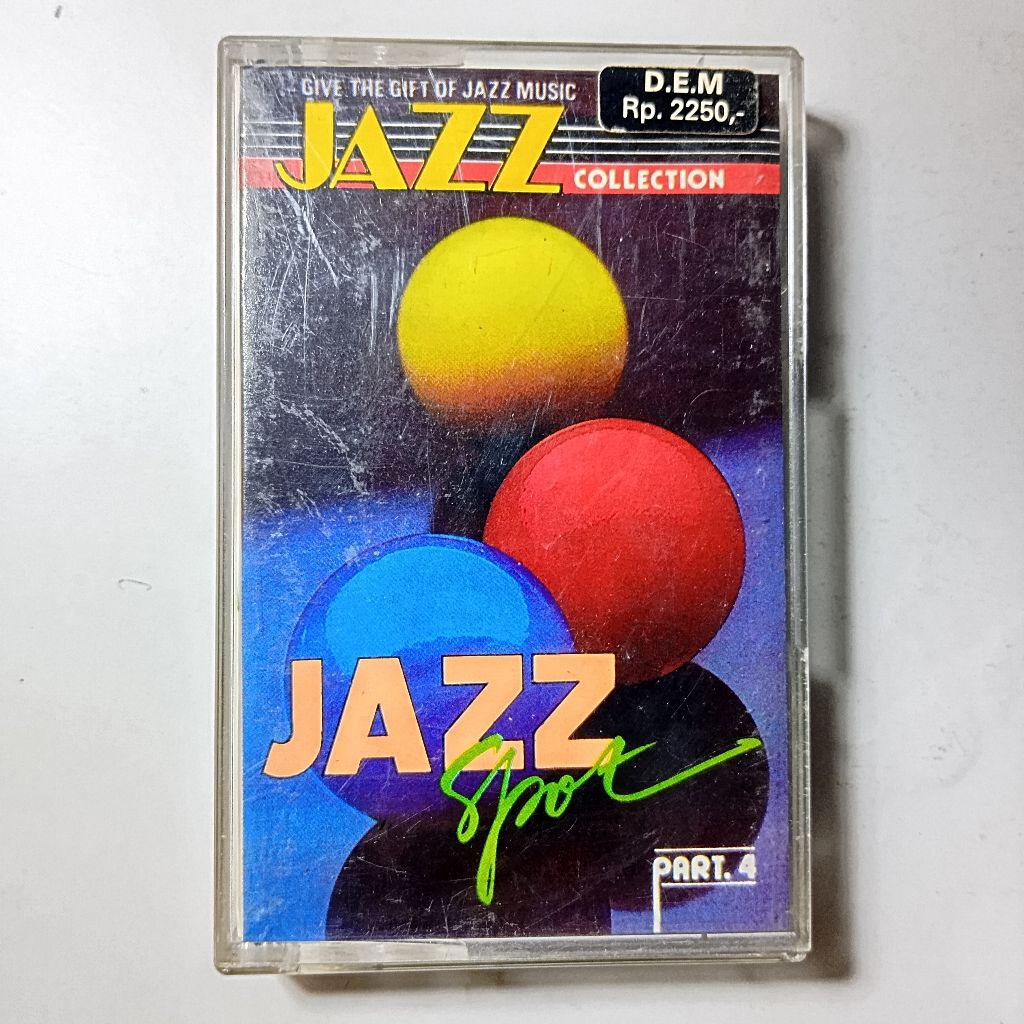 GIVE THE GIFT OF JAZZ MUSIC
D.E.M
Rp. 2250,-
JAZZ
COLLECTION
JAZZ
Spot
PART. 4